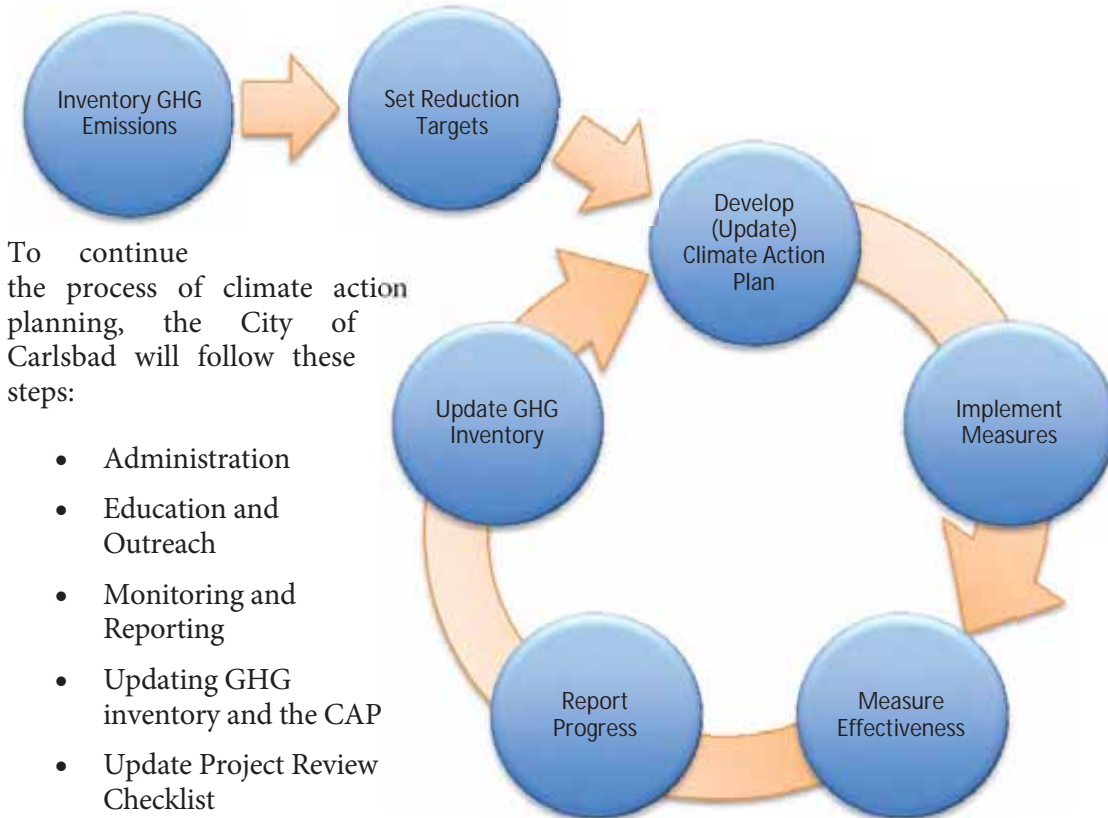 Inventory GHG
Emissions
Set Reduction
Targets
Develop
(Update)
Climate Action
Plan
To continue
the process of climate action
planning, the City of
Carlsbad will follow these
steps:
Update GHG
Inventory
Implement
Measures
• Administration
• Education and
Outreach
• Monitoring and
Reporting
• Updating GHG
inventory and the CAP
• Update Project Review
Checklist
Report
Progress
Measure
Effectiveness